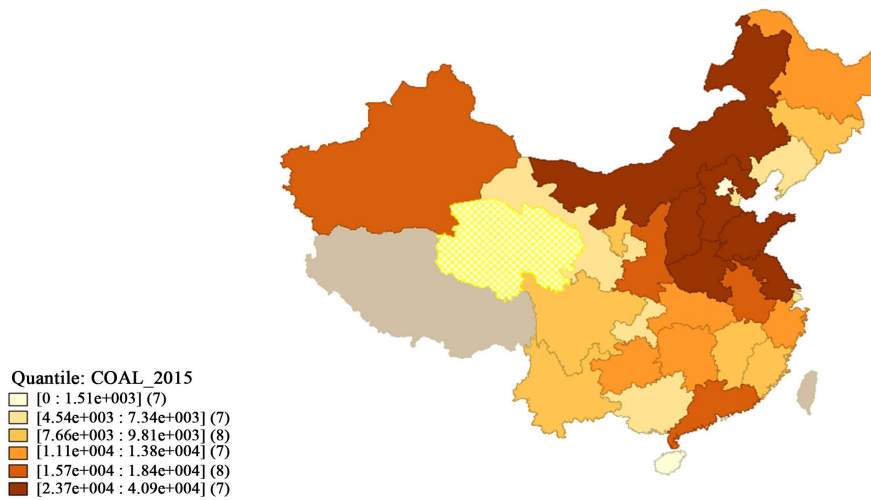 Quantile: COAL_2015
[0 : 1.51e+003] (7)
[4.54e+003 : 7.34e+003] (7)
[7.66e+003 : 9.81e+003] (8)
[1.11e+004 : 1.38e+004] (7)
[1.57e+004 : 1.84e+004] (8)
[2.37e+004 : 4.09e+004] (7)